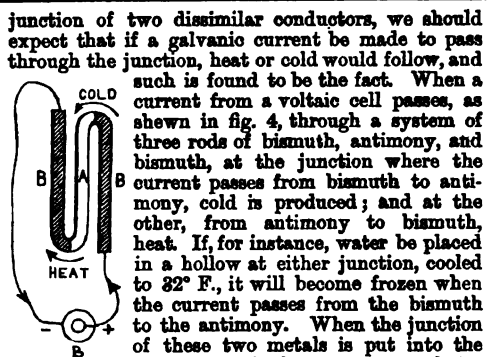 junction of two dissimilar conductors, we should
expect that if a galvanic current be made to pass
through the junction, heat or cold would follow, and
such is found to be the fact. When a
current from a voltaic cell passes, as
shewn in fig. 4, through a system of
three rods of bismuth, antimony, and
bismuth, at the junction where the
current passes from bismuth to anti-
mony, cold is produced; and at the
other, from antimony to bismuth,
heat. If, for instance, water be placed
in a hollow at either junction, cooled
to 32° F., it will become frozen when
the current passes from the bismuth
to the antimony. When the junction
of these two metals is put into the
COLD
B A B
HEAT
- +
B